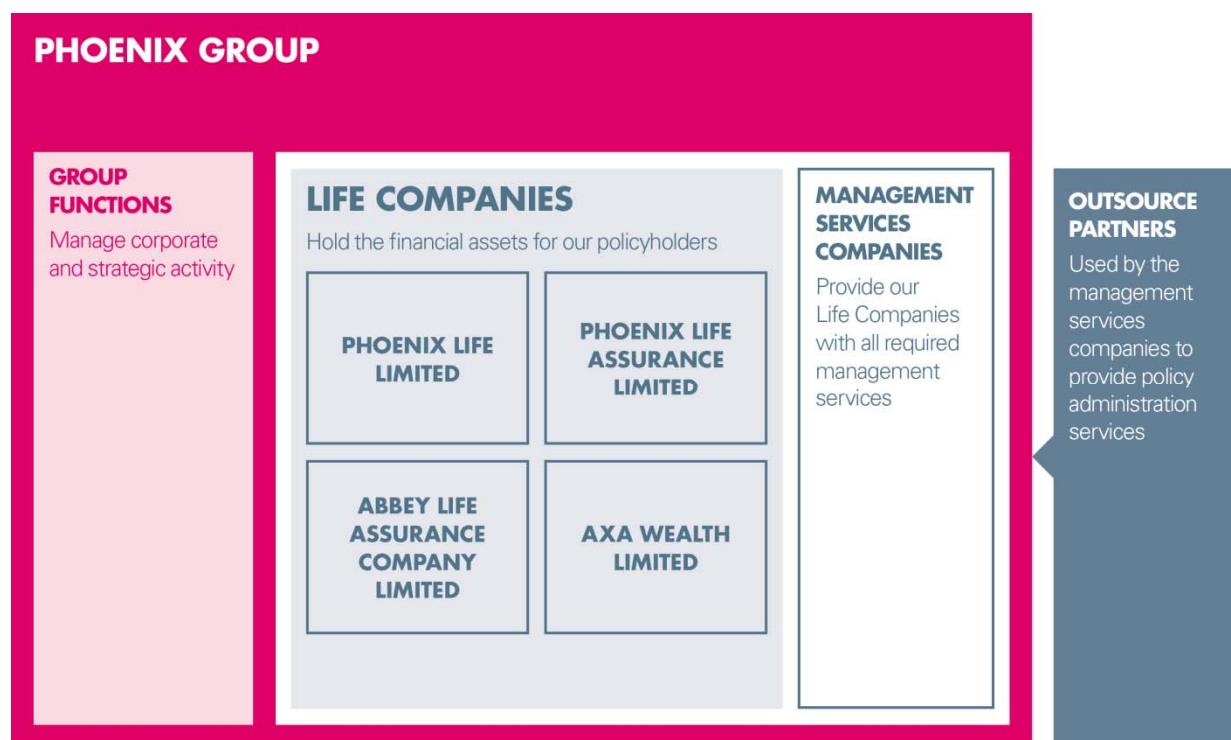 PHOENIX GROUP
GROUP
FUNCTIONS
Manage corporate
and strategic activity
LIFE COMPANIES
Hold the financial assets for our policyholders
PHOENIX LIFE
LIMITED
PHOENIX LIFE
ASSURANCE
LIMITED
ABBEY LIFE
ASSURANCE
COMPANY
LIMITED
AXA WEALTH
LIMITED
MANAGEMENT
SERVICES
COMPANIES
Provide our
Life Companies
with all required
management
services
OUTSOURCE
PARTNERS
Used by the
management
services
companies to
provide policy
administration
services